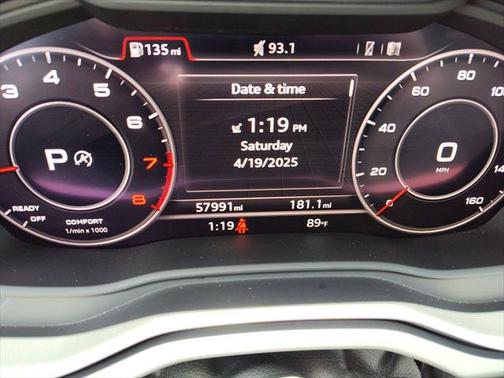 135 mi
93.1
Date & time
1:19 PM
Saturday
4/19/2025
57991 mi
181.1 mi
1:19
89°F
3
4
5
6
7
8
P
READY
OFF
COMFORT
1/min x 1000
0
MPH
20
40
60
80
100
140
160